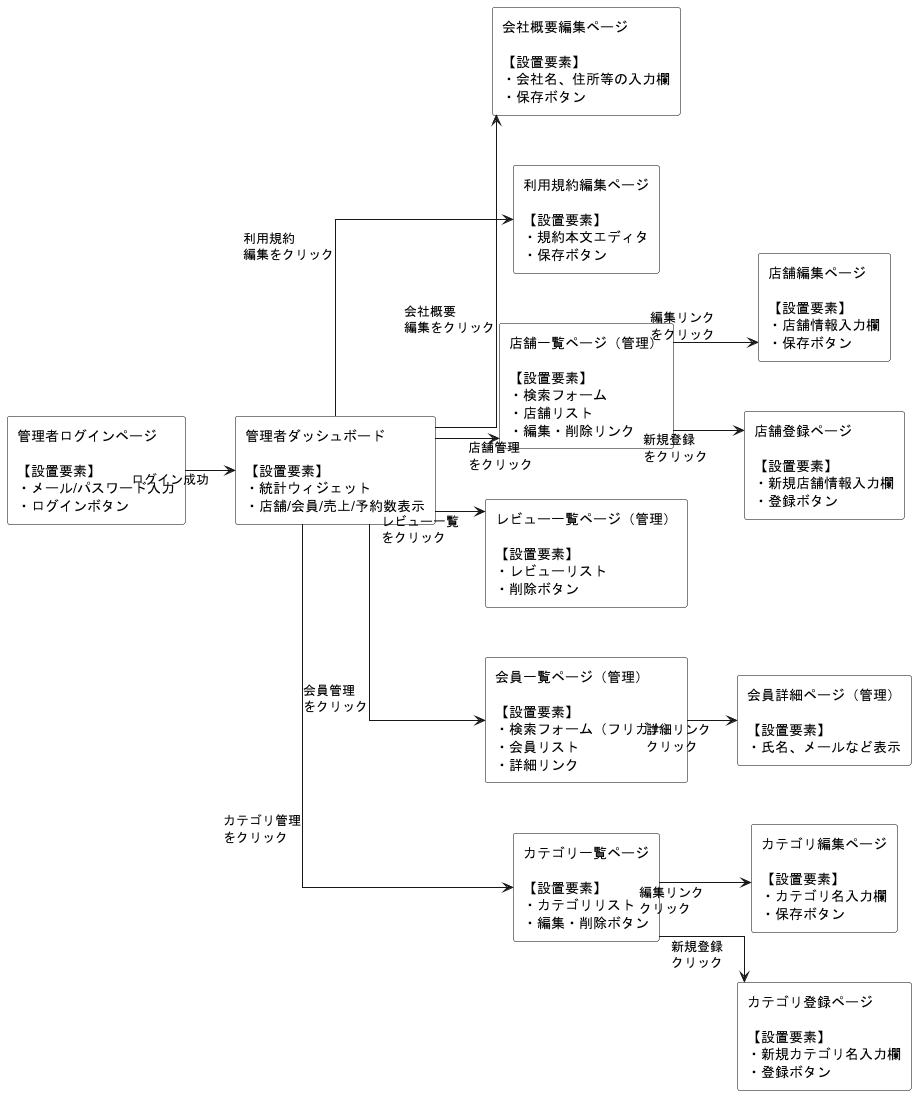 会社概要編集ページ
【設置要素】
・会社名、住所等の入力欄
・保存ボタン
利用規約編集ページ
【設置要素】
・規約本文エディタ
・保存ボタン
利用規約
編集をクリック
店舗編集ページ
【設置要素】
・店舗情報入力欄
・保存ボタン
会社概要
編集をクリック
編集リンク
をクリック
店舗一覧ページ（管理）
【設置要素】
・検索フォーム
・店舗リスト
・編集・削除リンク
新規登録
をクリック
店舗登録ページ
【設置要素】
・新規店舗情報入力欄
・登録ボタン
管理者ログインページ
【設置要素】
・メール/パスワード入力
・ログインボタン
ログイン成功
管理者ダッシュボード
【設置要素】
・統計ウィジェット
・店舗/会員/売上/予約数表示
店舗管理
をクリック
レビュー一覧
をクリック
レビュー一覧ページ（管理）
【設置要素】
・レビューリスト
・削除ボタン
会員管理
をクリック
会員一覧ページ（管理）
【設置要素】
・検索フォーム（フリガナ
・会員リスト
・詳細リンク
詳細リンク
クリック
会員詳細ページ（管理）
【設置要素】
・氏名、メールなど表示
カテゴリ管理
をクリック
カテゴリ一覧ページ
【設置要素】
・カテゴリリスト
・編集・削除ボタン
編集リンク
クリック
カテゴリ編集ページ
【設置要素】
・カテゴリ名入力欄
・保存ボタン
新規登録
クリック
カテゴリ登録ページ
【設置要素】
・新規カテゴリ名入力欄
・登録ボタン